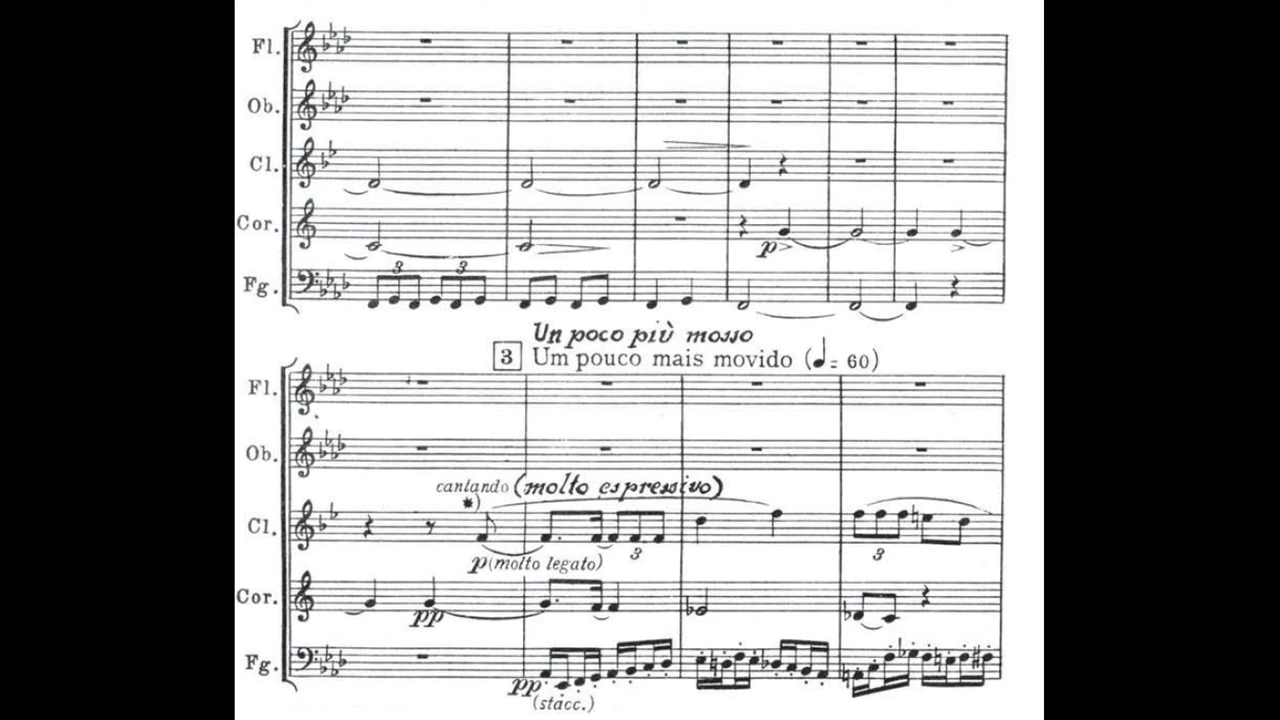 Fl.
Ob.
Cl.
Cor.
p
Fg.
3 3
Un poco più mosso
3 Um pouco mais movido (♩= 60)
Fl.
Ob.
cantando (molto espressivo)
*)
Cl.
3 3
p (molto legato)
Cor.
pp
Fg.
pp
(stacc.)